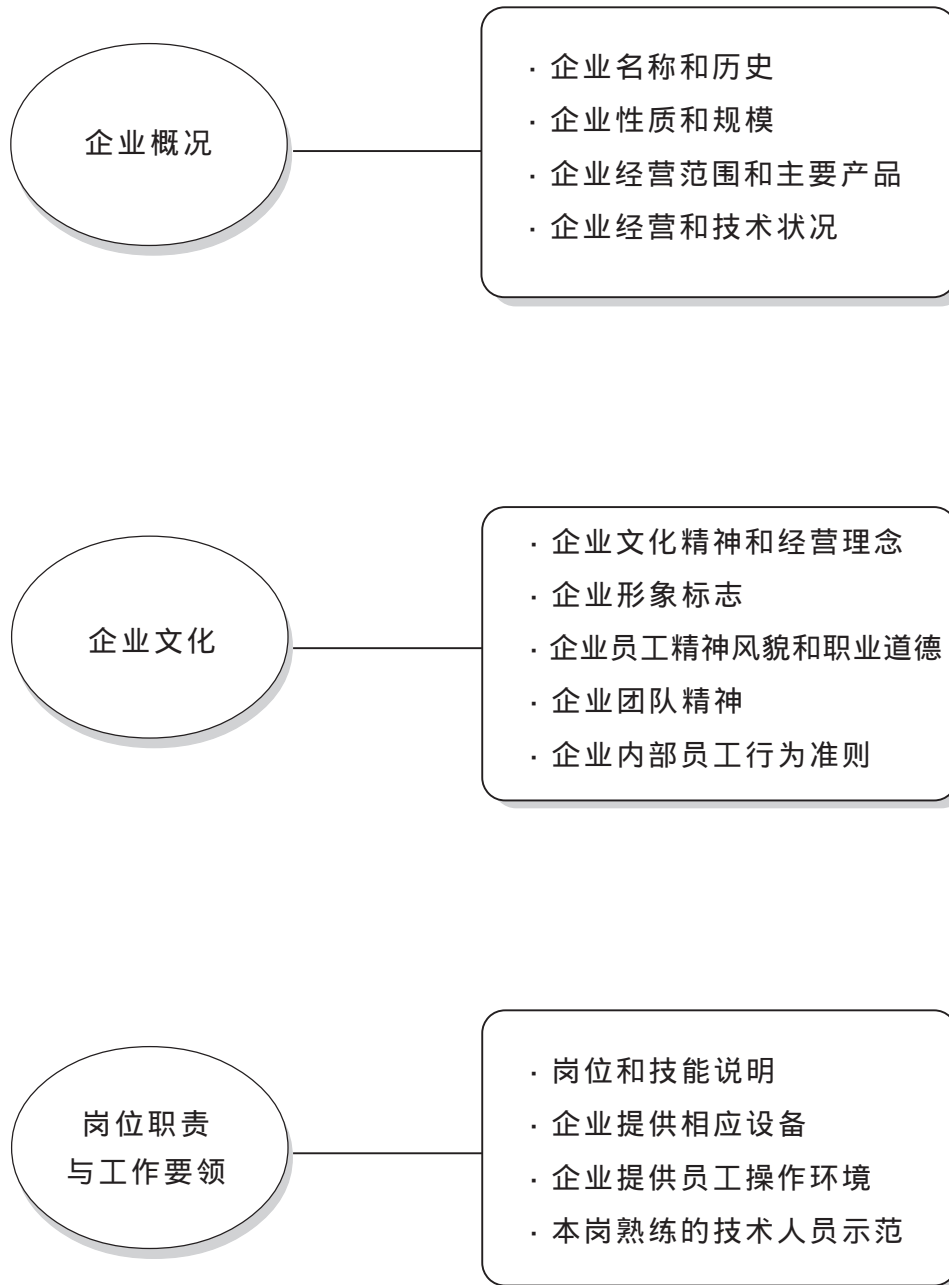 企业概况
· 企业名称和历史
· 企业性质和规模
· 企业经营范围和主要产品
· 企业经营和技术状况
企业文化
· 企业文化精神和经营理念
· 企业形象标志
· 企业员工精神风貌和职业道德
· 企业团队精神
· 企业内部员工行为准则
岗位职责
与工作要领
· 岗位和技能说明
· 企业提供相应设备
· 企业提供员工操作环境
· 本岗熟练的技术人员示范